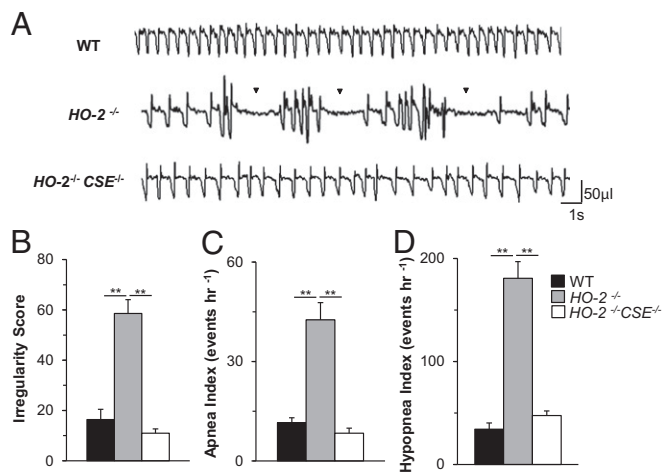 A
WT
HO-2 -/-
HO-2-/- CSE-/-
50µl
1s
B
Irregularity Score
80
60
40
20
0
** **
C
Apnea Index (events hr -1)
60
30
0
** **
D
Hypopnea Index (events hr -1)
200
100
0
** **
WT
HO-2 -/-
HO-2 -/-CSE-/-